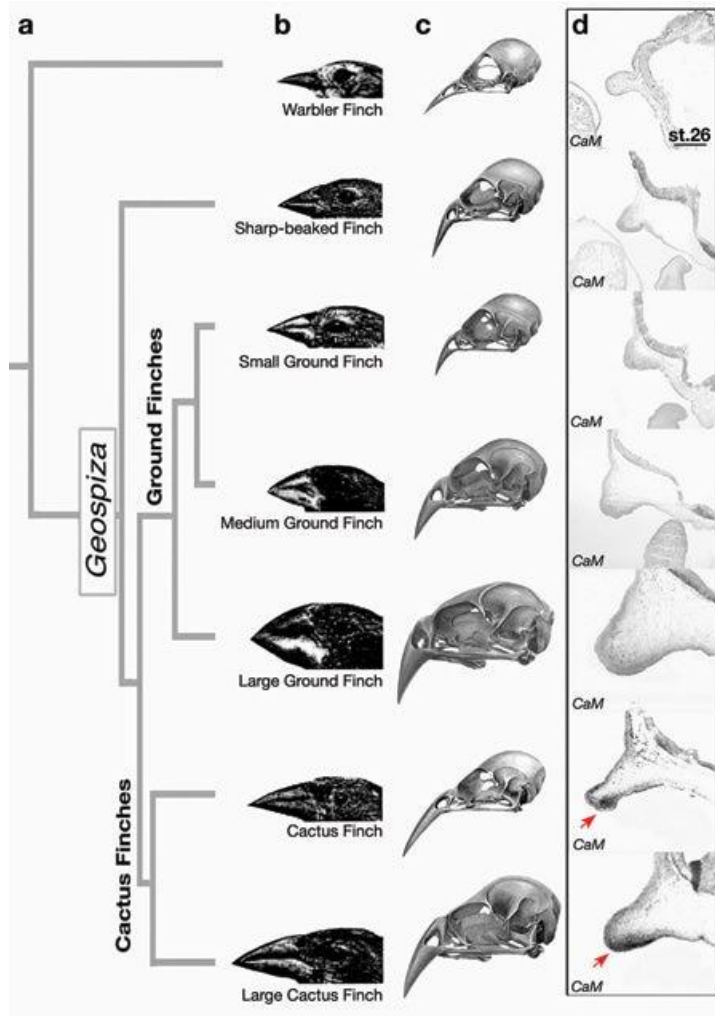 a
b
c
d
Warbler Finch
st.26
CaM
Sharp-beaked Finch
CaM
Small Ground Finch
CaM
Ground Finches
Geospiza
Medium Ground Finch
CaM
Large Ground Finch
CaM
Cactus Finch
CaM
Cactus Finches
Large Cactus Finch
CaM